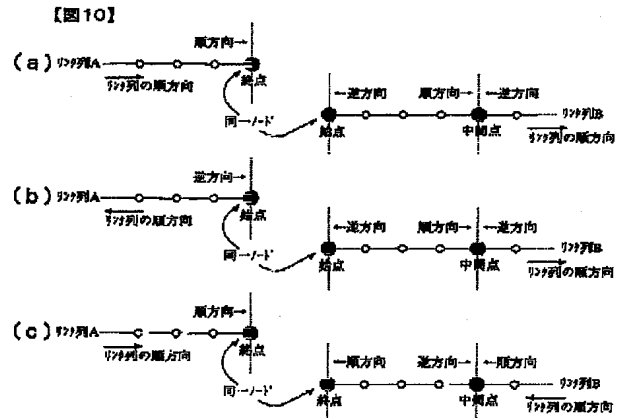 【図10】
順方向
(a) リンク列A
リンク列の順方向
終点
同一ノード
逆方向 順方向 逆方向
始点 中間点 リンク列B
リンク列の順方向
逆方向
(b) リンク列A
リンク列の順方向
始点
同一ノード
逆方向 順方向 逆方向
始点 中間点 リンク列B
リンク列の順方向
順方向
(c) リンク列A
リンク列の順方向
終点
同一ノード
順方向 逆方向 順方向
終点 中間点 リンク列B
リンク列の順方向